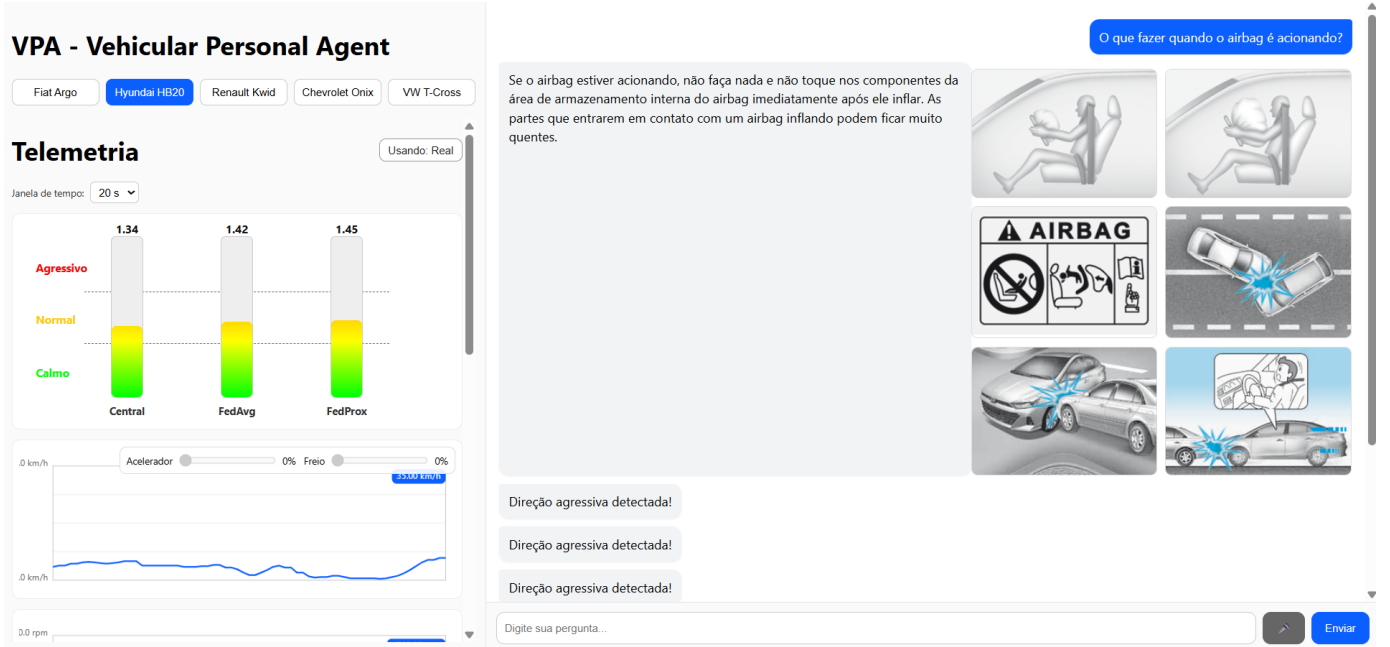 VPA - Vehicular Personal Agent
Fiat Argo
Hyundai HB20
Renault Kwid
Chevrolet Onix
VW T-Cross
Telemetria
Usando: Real
Janela de tempo:
20 s
1.34
1.42
1.45
Agressivo
Normal
Calmo
Central
FedAvg
FedProx
.0 km/h
Acelerador
0%
Freio
0%
35.00 km/h
.0 km/h
0.0 rpm
O que fazer quando o airbag é acionando?
Se o airbag estiver acionando, não faça nada e não toque nos componentes da
área de armazenamento interna do airbag imediatamente após ele inflar. As
partes que entrarem em contato com um airbag inflando podem ficar muito
quentes.
AIRBAG
Direção agressiva detectada!
Direção agressiva detectada!
Direção agressiva detectada!
Digite sua pergunta...
Enviar